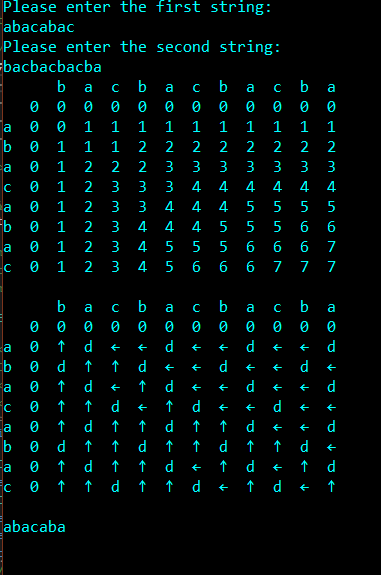 Please enter the first string:
abacabac
Please enter the second string:
bacbacbacba
      b  a  c  b  a  c  b  a  c  b  a
   0  0  0  0  0  0  0  0  0  0  0  0
a  0  0  1  1  1  1  1  1  1  1  1  1
b  0  1  1  1  2  2  2  2  2  2  2  2
a  0  1  2  2  2  3  3  3  3  3  3  3
c  0  1  2  3  3  3  4  4  4  4  4  4
a  0  1  2  3  3  4  4  4  5  5  5  5
b  0  1  2  3  4  4  4  5  5  5  6  6
a  0  1  2  3  4  5  5  5  6  6  6  7
c  0  1  2  3  4  5  6  6  6  7  7  7
      b  a  c  b  a  c  b  a  c  b  a
   0  0  0  0  0  0  0  0  0  0  0  0
a  0  ↑  d  ←  ←  d  ←  ←  d  ←  ←  d
b  0  d  ↑  ↑  d  ←  ←  d  ←  ←  d  ←
a  0  ↑  d  ←  ↑  d  ←  ←  d  ←  ←  d
c  0  ↑  ↑  d  ←  ↑  d  ←  ←  d  ←  ←
a  0  ↑  d  ↑  ↑  d  ↑  ↑  d  ←  ←  d
b  0  d  ↑  ↑  d  ↑  ↑  d  ↑  ↑  d  ←
a  0  ↑  d  ↑  ↑  d  ←  ↑  d  ←  ↑  d
c  0  ↑  ↑  d  ↑  ↑  d  ←  ↑  d  ←  ↑
abacaba